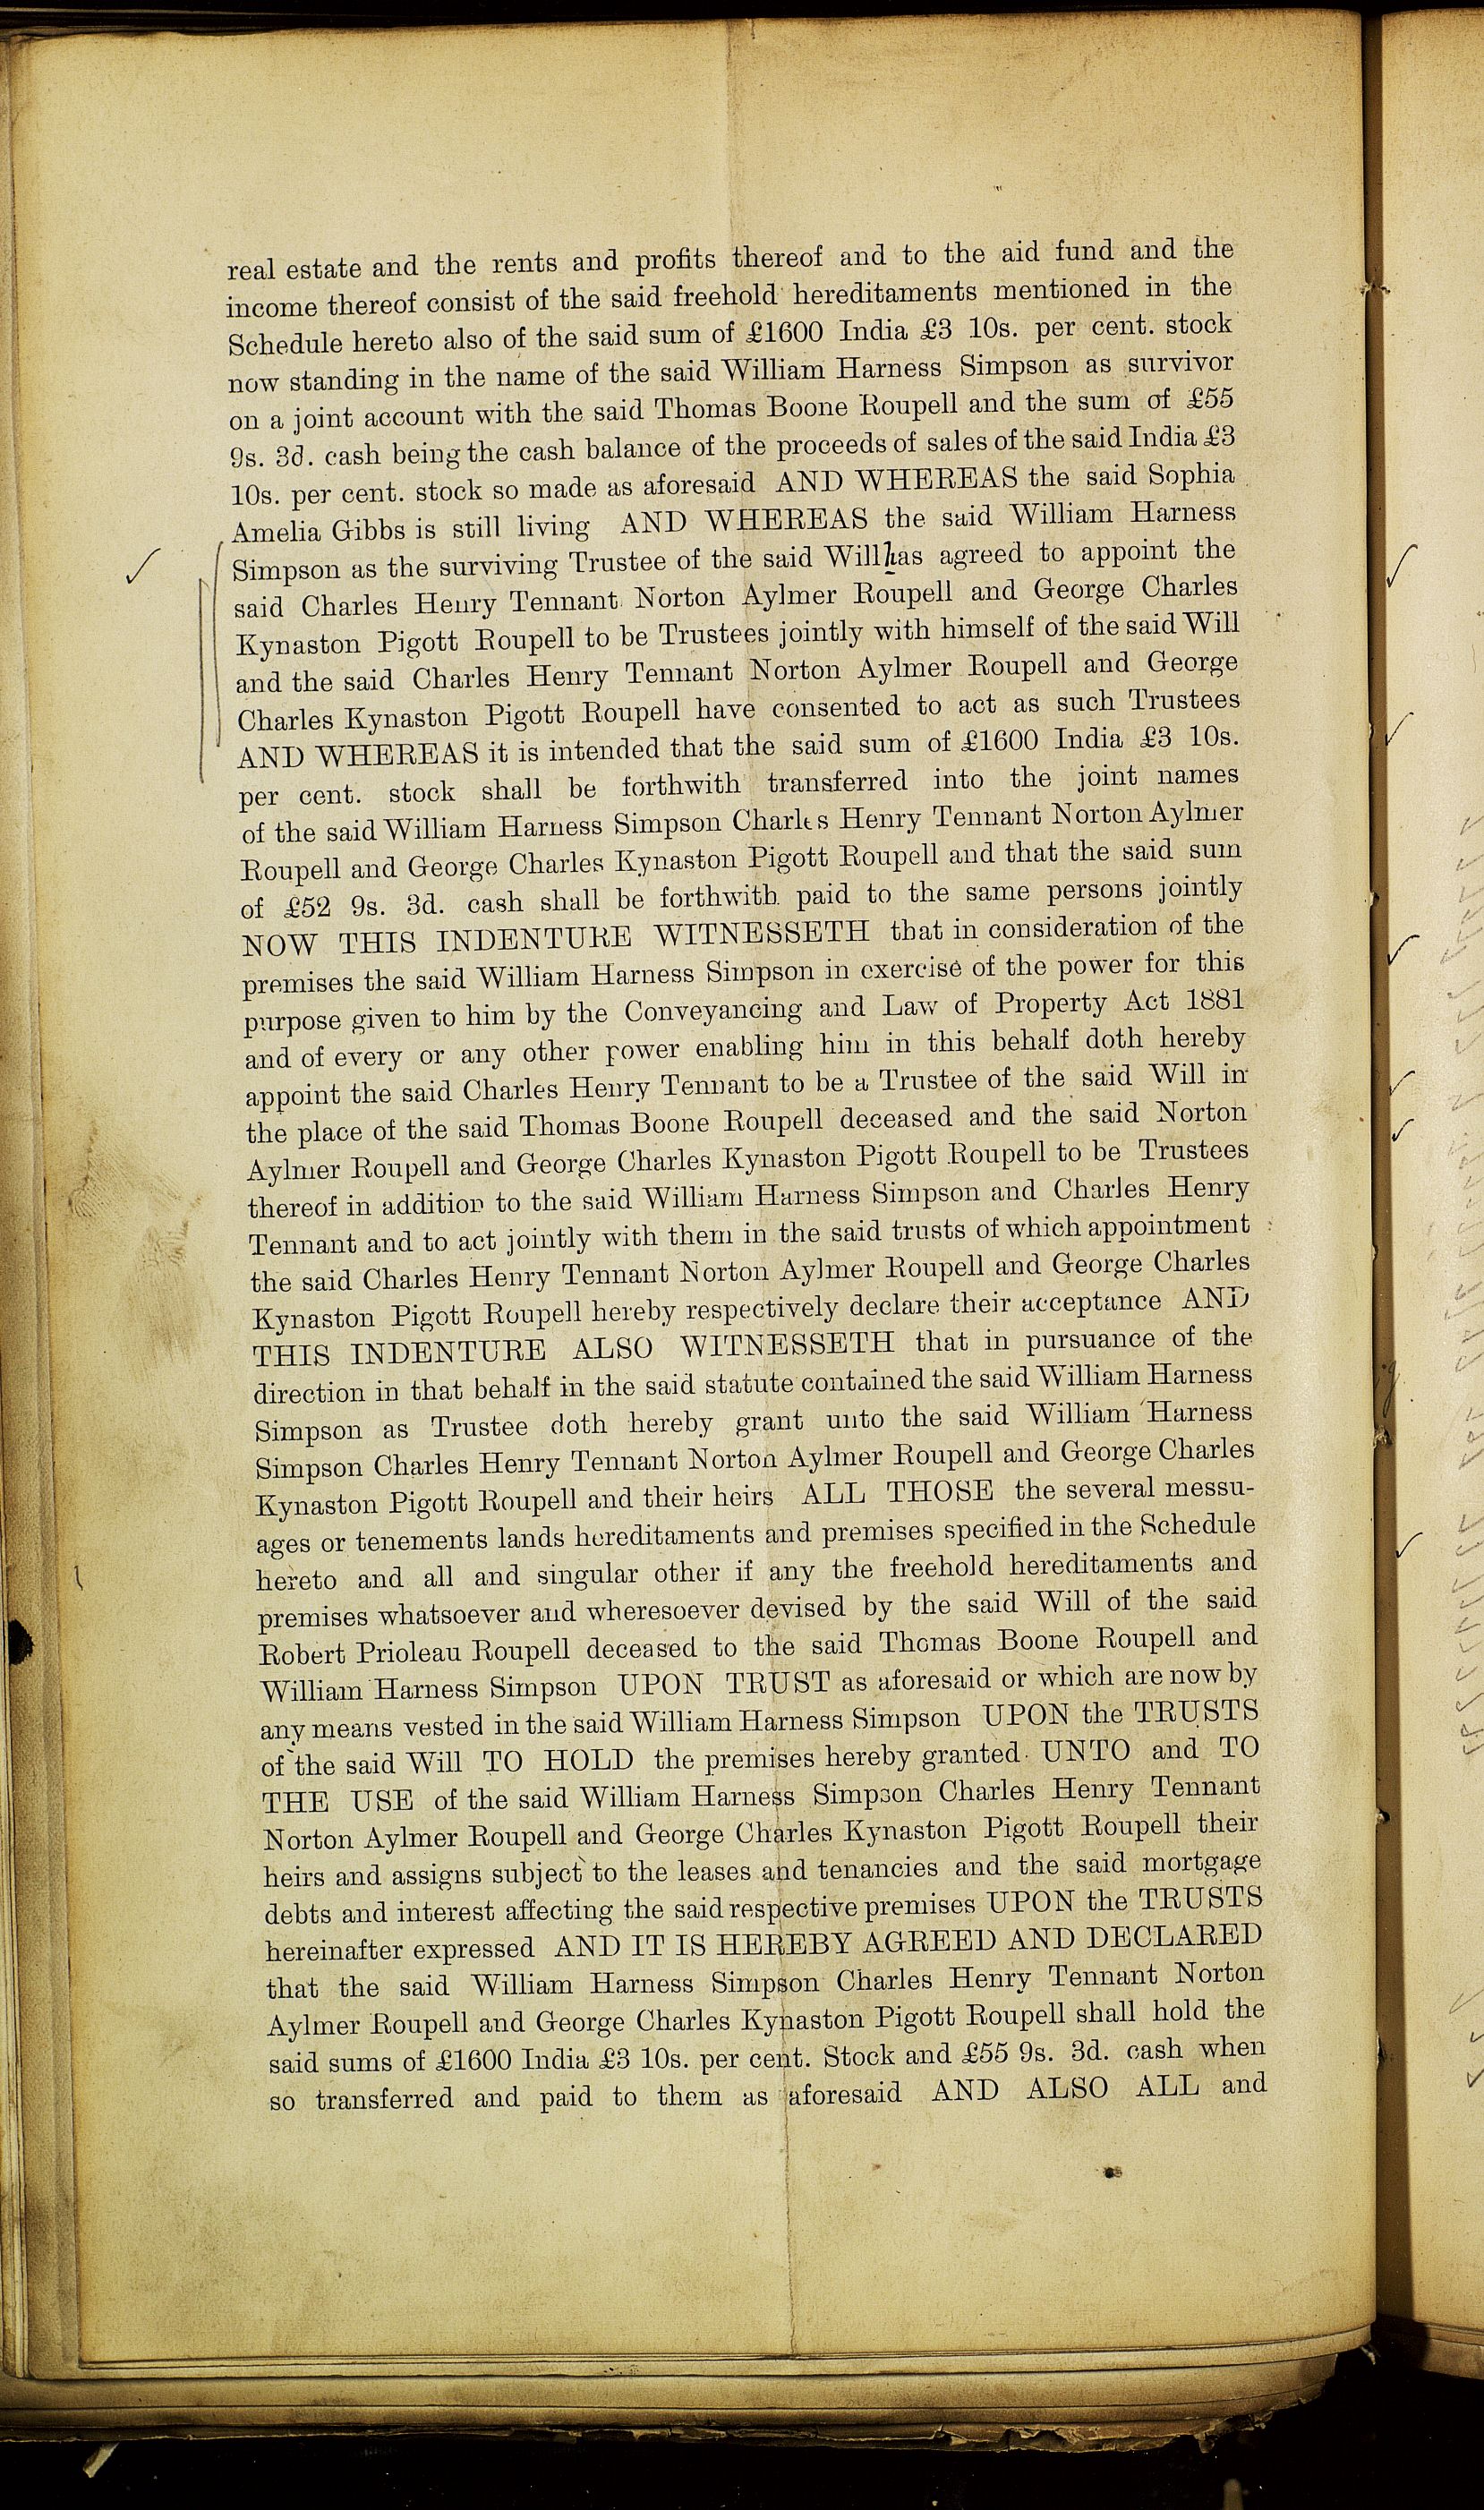 real estate and the rents and profits thereof and to the aid fund and the
income thereof consist of the said freehold hereditaments mentioned in the
Schedule hereto also of the said sum of £1600 India £3 10s. per cent. stock
now standing in the name of the said William Harness Simpson as survivor
on a joint account with the said Thomas Boone Roupell and the sum of £55
9s. 3d. cash being the cash balance of the proceeds of sales of the said India £3
10s. per cent. stock so made as aforesaid AND WHEREAS the said Sophia
Amelia Gibbs is still living AND WHEREAS the said William Harness
Simpson as the surviving Trustee of the said Will has agreed to appoint the
said Charles Henry Tennant Norton Aylmer Roupell and George Charles
Kynaston Pigott Roupell to be Trustees jointly with himself of the said Will
and the said Charles Henry Tennant Norton Aylmer Roupell and George
Charles Kynaston Pigott Roupell have consented to act as such Trustees
AND WHEREAS it is intended that the said sum of £1600 India £3 10s.
per cent. stock shall be forthwith transferred into the joint names
of the said William Harness Simpson Charles Henry Tennant Norton Aylmer
Roupell and George Charles Kynaston Pigott Roupell and that the said sum
of £52 9s. 3d. cash shall be forthwith paid to the same persons jointly
NOW THIS INDENTURE WITNESSETH that in consideration of the
premises the said William Harness Simpson in exercise of the power for this
purpose given to him by the Conveyancing and Law of Property Act 1881
and of every or any other power enabling him in this behalf doth hereby
appoint the said Charles Henry Tennant to be a Trustee of the said Will in
the place of the said Thomas Boone Roupell deceased and the said Norton
Aylmer Roupell and George Charles Kynaston Pigott Roupell to be Trustees
thereof in addition to the said William Harness Simpson and Charles Henry
Tennant and to act jointly with them in the said trusts of which appointment
the said Charles Henry Tennant Norton Aylmer Roupell and George Charles
Kynaston Pigott Roupell hereby respectively declare their acceptance AND
THIS INDENTURE ALSO WITNESSETH that in pursuance of the
direction in that behalf in the said statute contained the said William Harness
Simpson as Trustee doth hereby grant unto the said William Harness
Simpson Charles Henry Tennant Norton Aylmer Roupell and George Charles
Kynaston Pigott Roupell and their heirs ALL THOSE the several messu-
ages or tenements lands hereditaments and premises specified in the Schedule
hereto and all and singular other if any the freehold hereditaments and
premises whatsoever and wheresoever devised by the said Will of the said
Robert Prioleau Roupell deceased to the said Thomas Boone Roupell and
William Harness Simpson UPON TRUST as aforesaid or which are now by
any means vested in the said William Harness Simpson UPON the TRUSTS
of the said Will TO HOLD the premises hereby granted UNTO and TO
THE USE of the said William Harness Simpson Charles Henry Tennant
Norton Aylmer Roupell and George Charles Kynaston Pigott Roupell their
heirs and assigns subject to the leases and tenancies and the said mortgage
debts and interest affecting the said respective premises UPON the TRUSTS
hereinafter expressed AND IT IS HEREBY AGREED AND DECLARED
that the said William Harness Simpson Charles Henry Tennant Norton
Aylmer Roupell and George Charles Kynaston Pigott Roupell shall hold the
said sums of £1600 India £3 10s. per cent. Stock and £55 9s. 3d. cash when
so transferred and paid to them as aforesaid AND ALSO ALL and